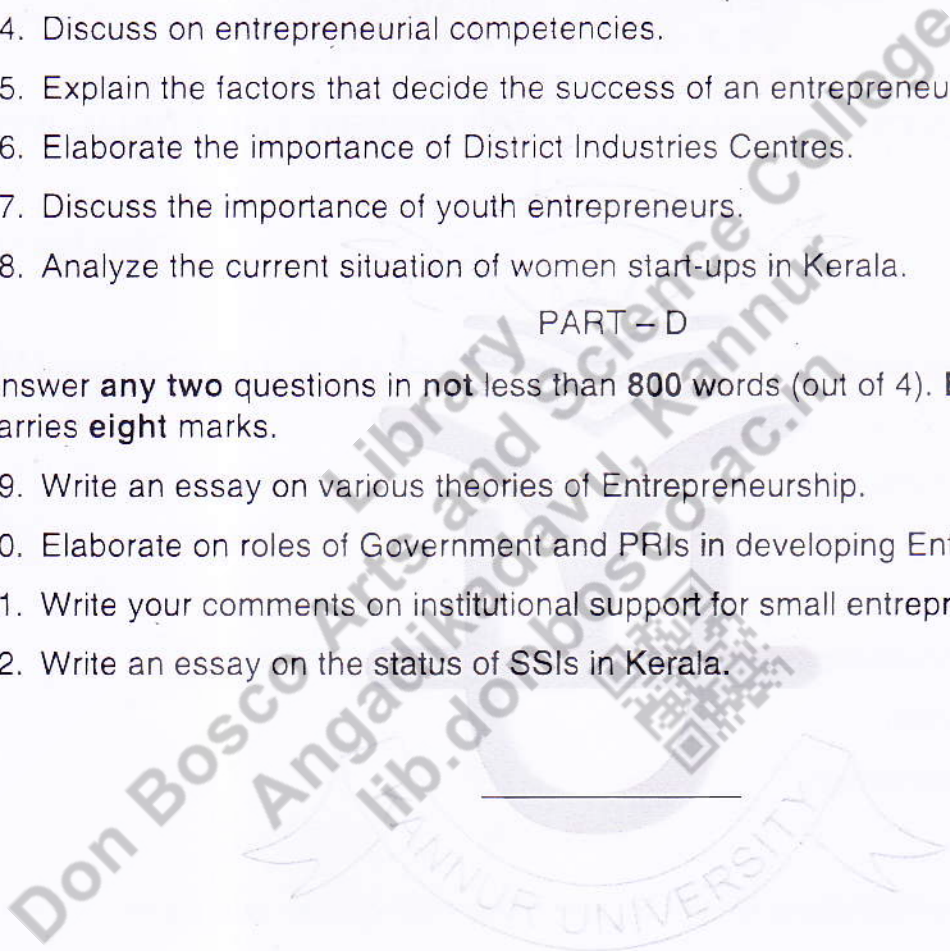 4. Discuss on entrepreneurial competencies.
5. Explain the factors that decide the success of an entrepreneu
6. Elaborate the importance of District Industries Centres.
7. Discuss the importance of youth entrepreneurs.
8. Analyze the current situation of women start-ups in Kerala.
PART – D
nswer any two questions in not less than 800 words (out of 4).
arries eight marks.
9. Write an essay on various theories of Entrepreneurship.
0. Elaborate on roles of Government and PRIs in developing Ent
1. Write your comments on institutional support for small entrepr
2. Write an essay on the status of SSIs in Kerala.
Library
Don Bosco Arts and Science College
Angadikadavu, Kannur
lib.donbosco.ac.in
ANNUR UNIVERSITY